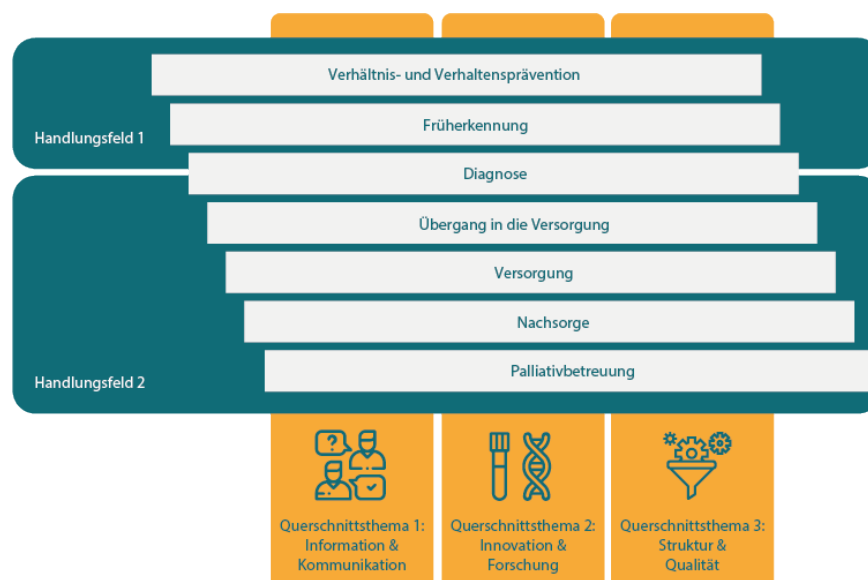 Verhältnis- und Verhaltensprävention
Früherkennung
Handlungsfeld 1
Diagnose
Übergang in die Versorgung
Versorgung
Nachsorge
Palliativbetreuung
Handlungsfeld 2
?
Querschnittsthema 1:
Information &
Kommunikation
Querschnittsthema 2:
Innovation &
Forschung
Querschnittsthema 3:
Struktur &
Qualität